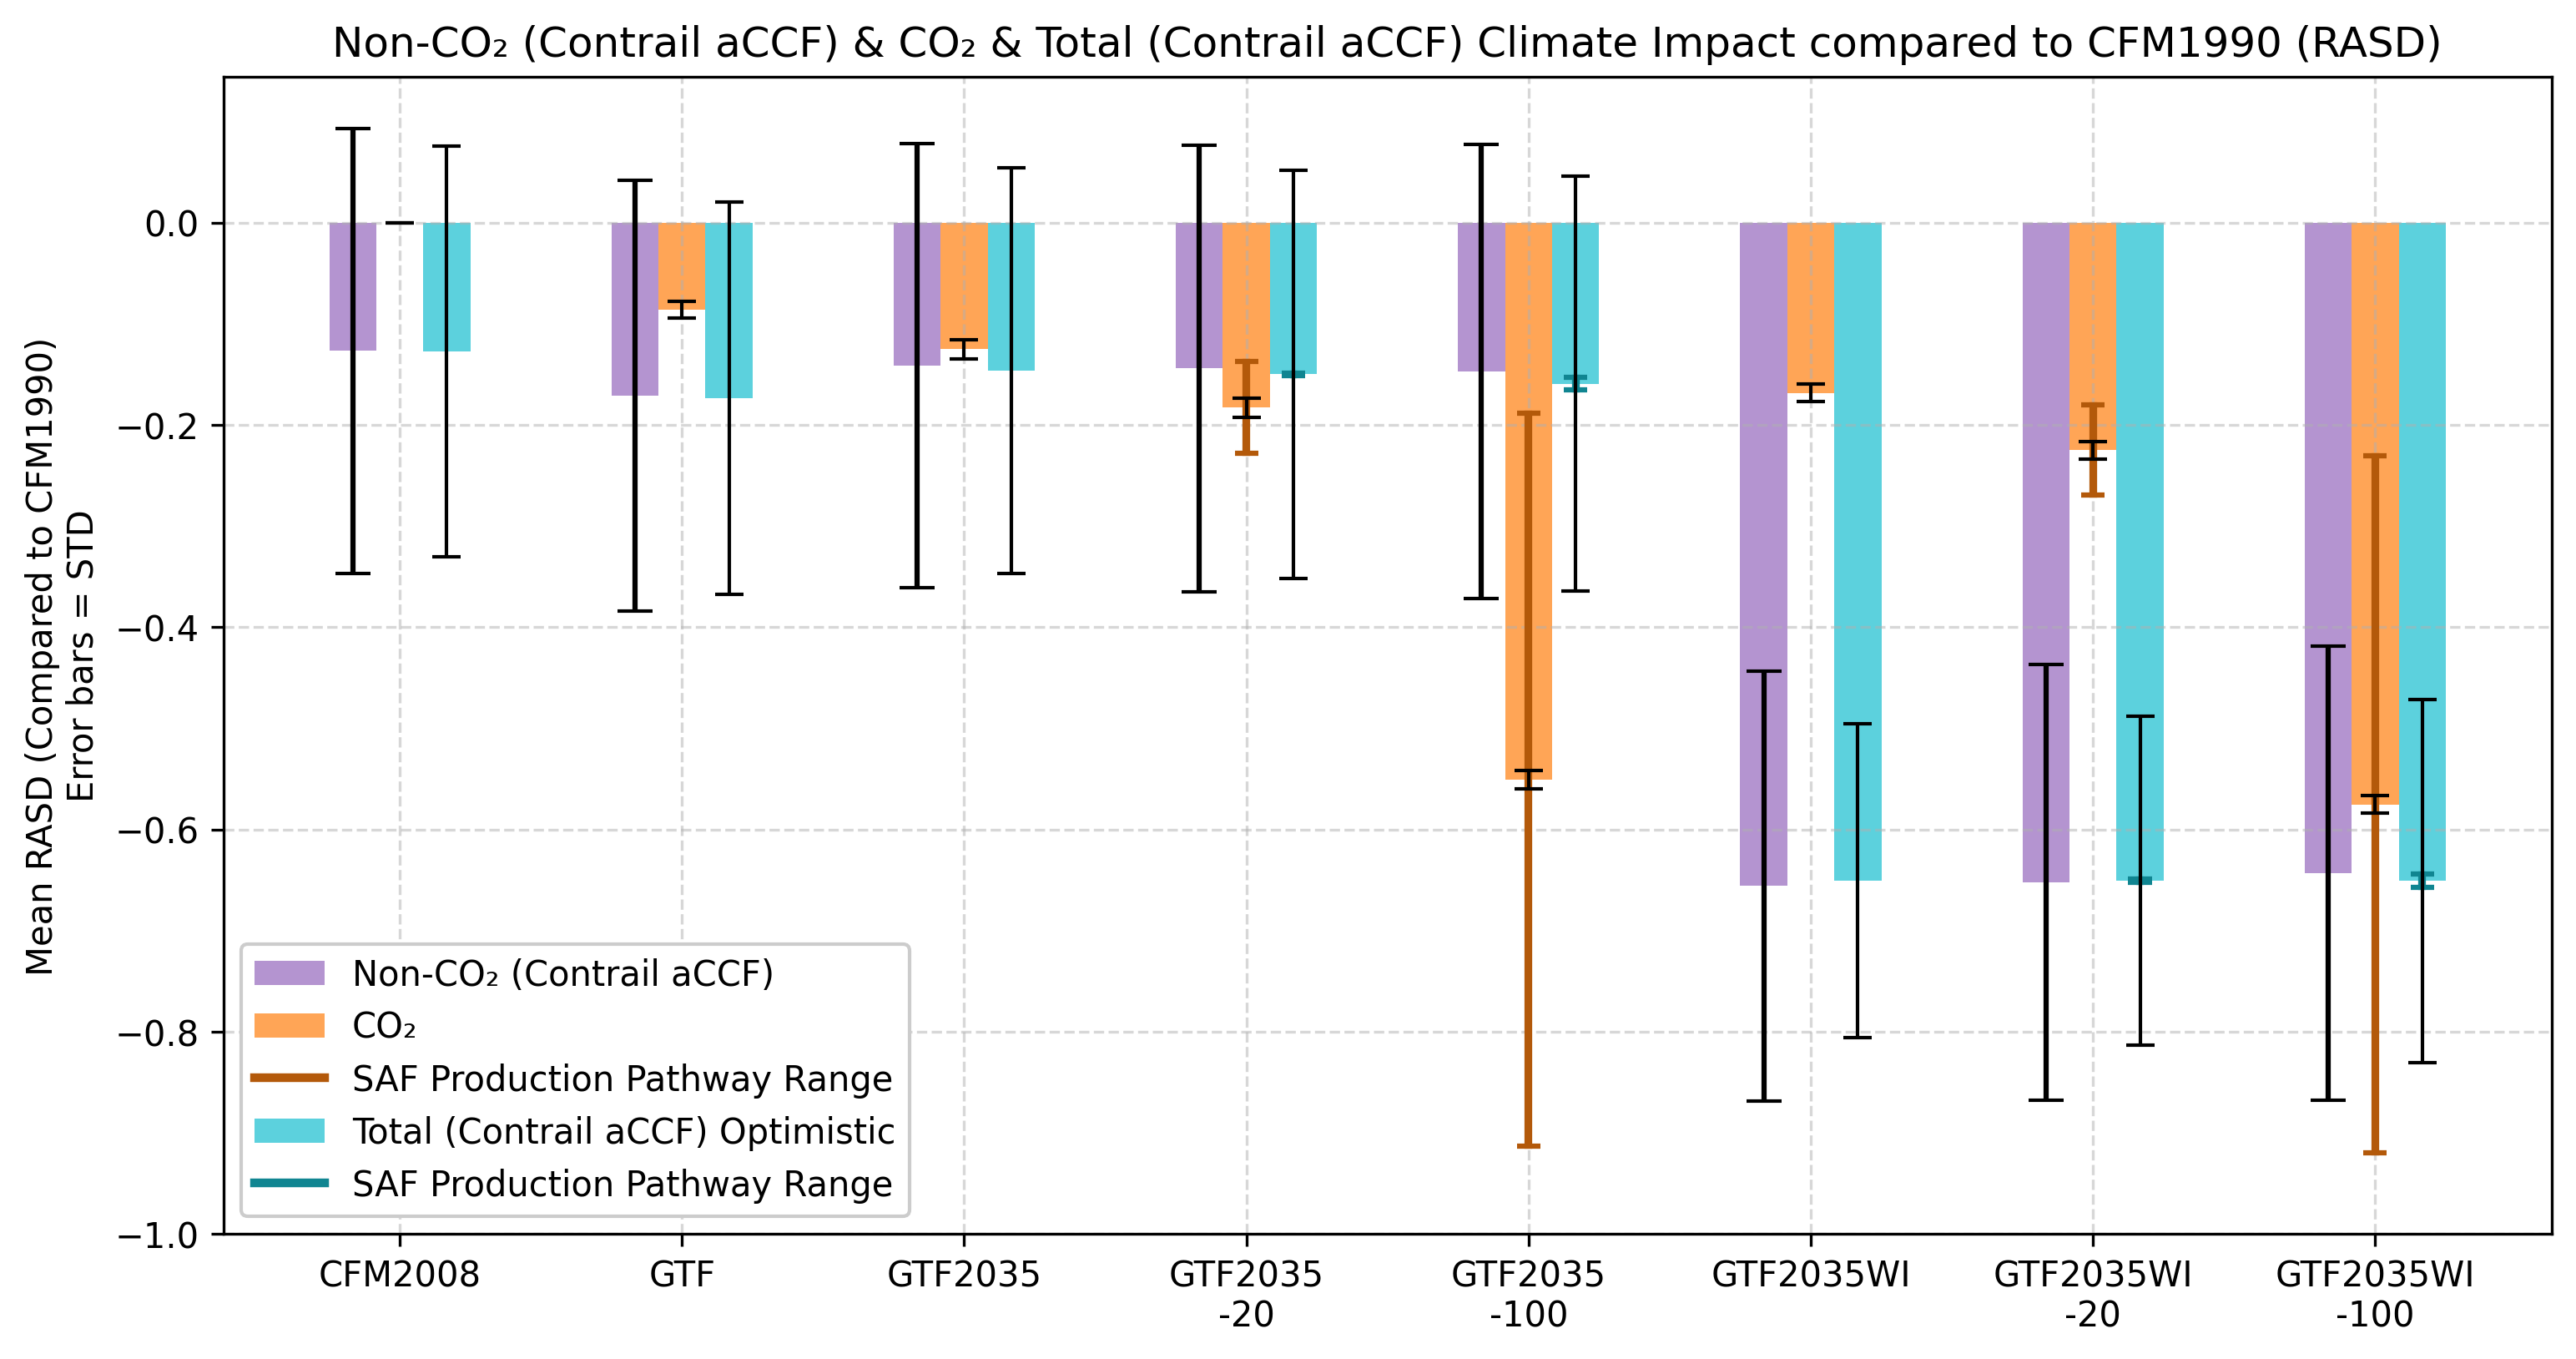 Non-CO₂ (Contrail aCCF) & CO₂ & Total (Contrail aCCF) Climate Impact compared to CFM1990 (RASD)
Mean RASD (Compared to CFM1990)
Error bars = STD
0.0
−0.2
−0.4
−0.6
−0.8
−1.0
Non-CO₂ (Contrail aCCF)
CO₂
SAF Production Pathway Range
Total (Contrail aCCF) Optimistic
SAF Production Pathway Range
CFM2008
GTF
GTF2035
GTF2035
-20
GTF2035
-100
GTF2035WI
GTF2035WI
-20
GTF2035WI
-100